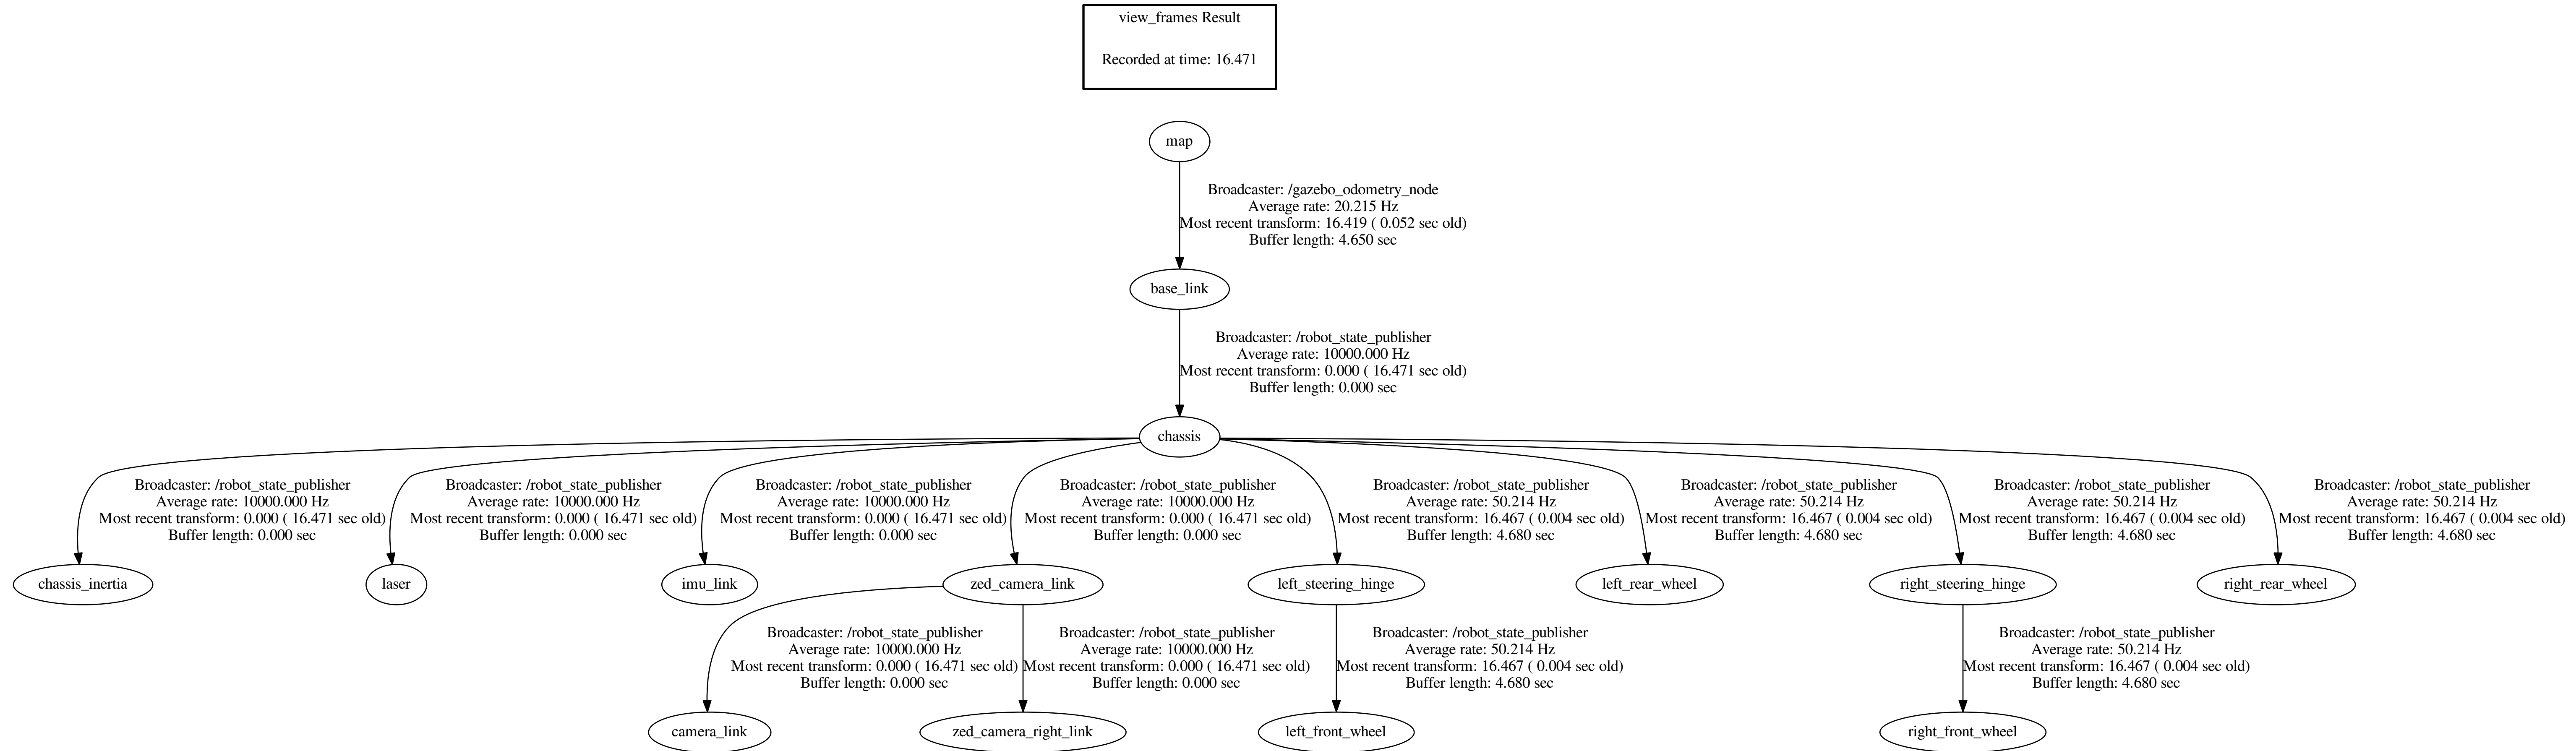 view_frames Result
Recorded at time: 16.471
map
Broadcaster: /gazebo_odometry_node
Average rate: 20.215 Hz
Most recent transform: 16.419 ( 0.052 sec old)
Buffer length: 4.650 sec
base_link
Broadcaster: /robot_state_publisher
Average rate: 10000.000 Hz
Most recent transform: 0.000 ( 16.471 sec old)
Buffer length: 0.000 sec
chassis
Broadcaster: /robot_state_publisher
Average rate: 10000.000 Hz
Most recent transform: 0.000 ( 16.471 sec old)
Buffer length: 0.000 sec
Broadcaster: /robot_state_publisher
Average rate: 10000.000 Hz
Most recent transform: 0.000 ( 16.471 sec old)
Buffer length: 0.000 sec
Broadcaster: /robot_state_publisher
Average rate: 10000.000 Hz
Most recent transform: 0.000 ( 16.471 sec old)
Buffer length: 0.000 sec
Broadcaster: /robot_state_publisher
Average rate: 10000.000 Hz
Most recent transform: 0.000 ( 16.471 sec old)
Buffer length: 0.000 sec
Broadcaster: /robot_state_publisher
Average rate: 50.214 Hz
Most recent transform: 16.467 ( 0.004 sec old)
Buffer length: 4.680 sec
Broadcaster: /robot_state_publisher
Average rate: 50.214 Hz
Most recent transform: 16.467 ( 0.004 sec old)
Buffer length: 4.680 sec
Broadcaster: /robot_state_publisher
Average rate: 50.214 Hz
Most recent transform: 16.467 ( 0.004 sec old)
Buffer length: 4.680 sec
Broadcaster: /robot_state_publisher
Average rate: 50.214 Hz
Most recent transform: 16.467 ( 0.004 sec old)
Buffer length: 4.680 sec
chassis_inertia
laser
imu_link
zed_camera_link
left_steering_hinge
left_rear_wheel
right_steering_hinge
right_rear_wheel
Broadcaster: /robot_state_publisher
Average rate: 10000.000 Hz
Most recent transform: 0.000 ( 16.471 sec old)
Buffer length: 0.000 sec
Broadcaster: /robot_state_publisher
Average rate: 10000.000 Hz
Most recent transform: 0.000 ( 16.471 sec old)
Buffer length: 0.000 sec
Broadcaster: /robot_state_publisher
Average rate: 50.214 Hz
Most recent transform: 16.467 ( 0.004 sec old)
Buffer length: 4.680 sec
Broadcaster: /robot_state_publisher
Average rate: 50.214 Hz
Most recent transform: 16.467 ( 0.004 sec old)
Buffer length: 4.680 sec
camera_link
zed_camera_right_link
left_front_wheel
right_front_wheel